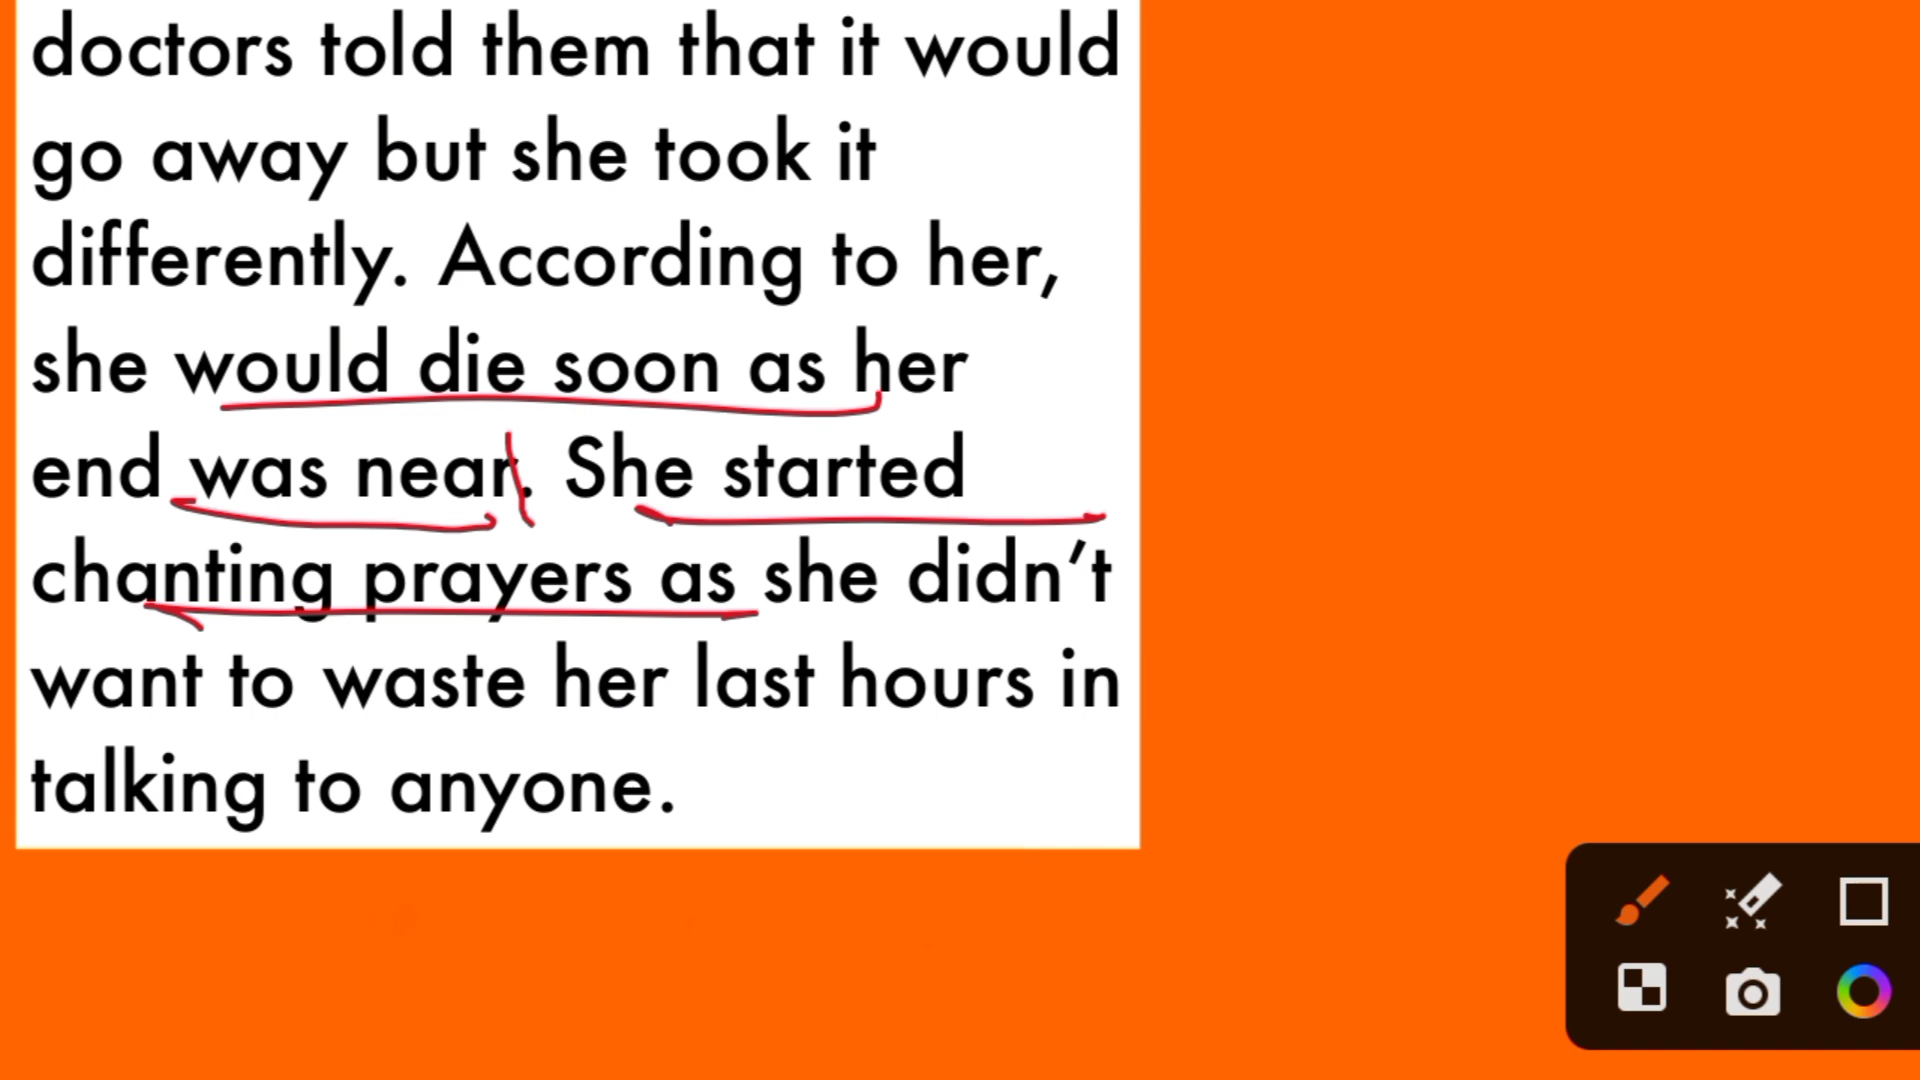 doctors told them that it would
go away but she took it
differently. According to her,
she would die soon as her
end was near. She started
chanting prayers as she didn’t
want to waste her last hours in
talking to anyone.